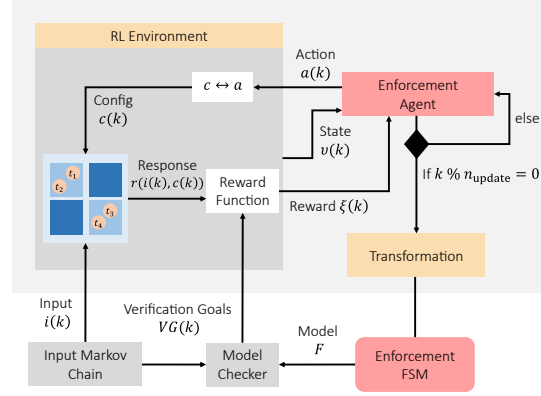 RL Environment
Action
a(k)
c ↔ a
Enforcement
Agent
Config
c(k)
else
State
v(k)
t₁
t₂
t₃
t₄
Response
r(i(k), c(k))
Reward
Function
Reward ξ(k)
If k % n_update = 0
Transformation
Input
i(k)
Verification Goals
VG(k)
Model
F
Input Markov
Chain
Model
Checker
Enforcement
FSM